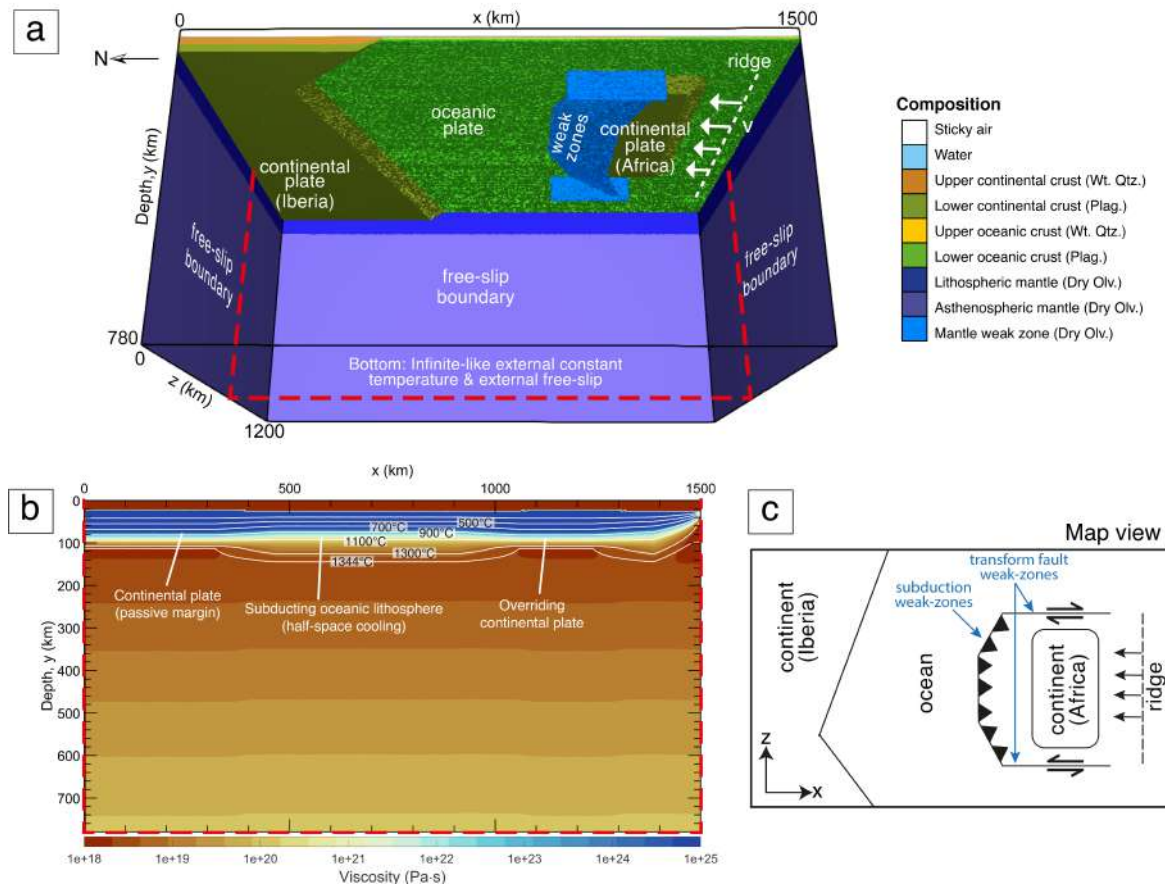 a
0
x (km)
1500
N
Depth,y (km)
ridge
v
oceanic
plate
weak
zones
continental
plate
(Africa)
continental
plate
(Iberia)
free-slip
boundary
free-slip
boundary
free-slip
boundary
780
0
z (km)
1200
Bottom: Infinite-like external constant
temperature & external free-slip
Composition
Sticky air
Water
Upper continental crust (Wt. Qtz.)
Lower continental crust (Plag.)
Upper oceanic crust (Wt. Qtz.)
Lower oceanic crust (Plag.)
Lithospheric mantle (Dry Olv.)
Asthenospheric mantle (Dry Olv.)
Mantle weak zone (Dry Olv.)
b
x (km)
0
500
1000
1500
Depth, y (km)
0
100
200
300
400
500
600
700
500°C
700°C
900°C
1100°C
1300°C
1344°C
Continental plate
(passive margin)
Subducting oceanic lithosphere
(half-space cooling)
Overriding
continental plate
1e+18
1e+19
1e+20
1e+21
1e+22
1e+23
1e+24
1e+25
Viscosity (Pa·s)
c
Map view
transform fault
weak-zones
subduction
weak-zones
continent
(Iberia)
ocean
continent
(Africa)
ridge
z
x